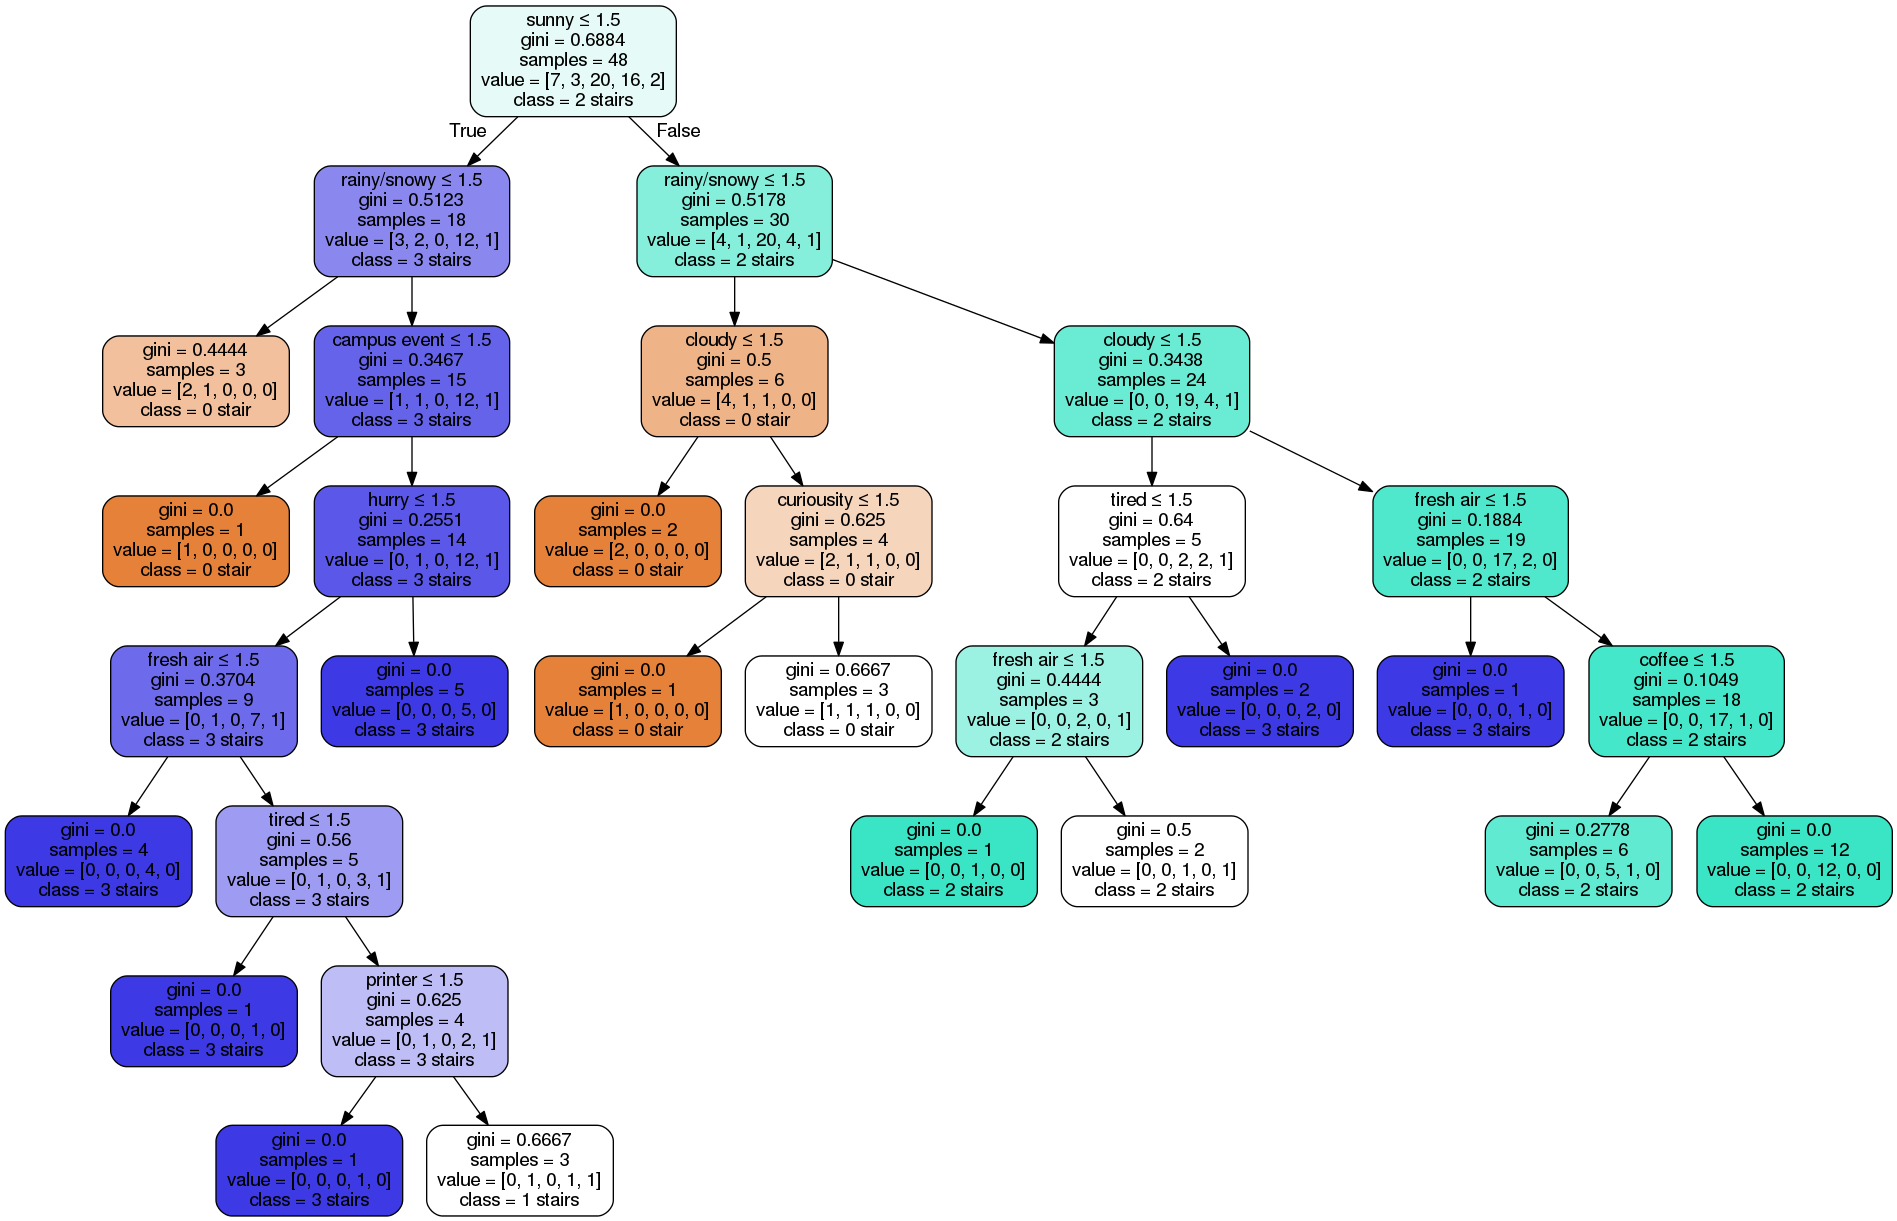 sunny ≤ 1.5
gini = 0.6884
samples = 48
value = [7, 3, 20, 16, 2]
class = 2 stairs
True
False
rainy/snowy ≤ 1.5
gini = 0.5123
samples = 18
value = [3, 2, 0, 12, 1]
class = 3 stairs
rainy/snowy ≤ 1.5
gini = 0.5178
samples = 30
value = [4, 1, 20, 4, 1]
class = 2 stairs
gini = 0.4444
samples = 3
value = [2, 1, 0, 0, 0]
class = 0 stair
campus event ≤ 1.5
gini = 0.3467
samples = 15
value = [1, 1, 0, 12, 1]
class = 3 stairs
cloudy ≤ 1.5
gini = 0.5
samples = 6
value = [4, 1, 1, 0, 0]
class = 0 stair
cloudy ≤ 1.5
gini = 0.3438
samples = 24
value = [0, 0, 19, 4, 1]
class = 2 stairs
gini = 0.0
samples = 1
value = [1, 0, 0, 0, 0]
class = 0 stair
hurry ≤ 1.5
gini = 0.2551
samples = 14
value = [0, 1, 0, 12, 1]
class = 3 stairs
gini = 0.0
samples = 2
value = [2, 0, 0, 0, 0]
class = 0 stair
curiousity ≤ 1.5
gini = 0.625
samples = 4
value = [2, 1, 1, 0, 0]
class = 0 stair
tired ≤ 1.5
gini = 0.64
samples = 5
value = [0, 0, 2, 2, 1]
class = 2 stairs
fresh air ≤ 1.5
gini = 0.1884
samples = 19
value = [0, 0, 17, 2, 0]
class = 2 stairs
fresh air ≤ 1.5
gini = 0.3704
samples = 9
value = [0, 1, 0, 7, 1]
class = 3 stairs
gini = 0.0
samples = 5
value = [0, 0, 0, 5, 0]
class = 3 stairs
gini = 0.0
samples = 1
value = [1, 0, 0, 0, 0]
class = 0 stair
gini = 0.6667
samples = 3
value = [1, 1, 1, 0, 0]
class = 0 stair
fresh air ≤ 1.5
gini = 0.4444
samples = 3
value = [0, 0, 2, 0, 1]
class = 2 stairs
gini = 0.0
samples = 2
value = [0, 0, 0, 2, 0]
class = 3 stairs
gini = 0.0
samples = 1
value = [0, 0, 0, 1, 0]
class = 3 stairs
coffee ≤ 1.5
gini = 0.1049
samples = 18
value = [0, 0, 17, 1, 0]
class = 2 stairs
gini = 0.0
samples = 4
value = [0, 0, 0, 4, 0]
class = 3 stairs
tired ≤ 1.5
gini = 0.56
samples = 5
value = [0, 1, 0, 3, 1]
class = 3 stairs
gini = 0.0
samples = 1
value = [0, 0, 1, 0, 0]
class = 2 stairs
gini = 0.5
samples = 2
value = [0, 0, 1, 0, 1]
class = 2 stairs
gini = 0.2778
samples = 6
value = [0, 0, 5, 1, 0]
class = 2 stairs
gini = 0.0
samples = 12
value = [0, 0, 12, 0, 0]
class = 2 stairs
gini = 0.0
samples = 1
value = [0, 0, 0, 1, 0]
class = 3 stairs
printer ≤ 1.5
gini = 0.625
samples = 4
value = [0, 1, 0, 2, 1]
class = 3 stairs
gini = 0.0
samples = 1
value = [0, 0, 0, 1, 0]
class = 3 stairs
gini = 0.6667
samples = 3
value = [0, 1, 0, 1, 1]
class = 1 stairs